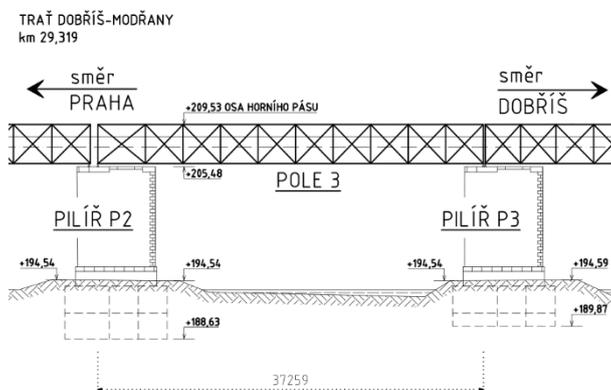 TRAŤ DOBŘÍŠ-MODŘANY
km 29,319
směr
PRAHA
směr
DOBŘÍŠ
+209,53 OSA HORNÍHO PÁSU
+205,48
POLE 3
PILÍŘ P2
PILÍŘ P3
+194,54
+194,54
+194,54
+194,59
+188,63
+189,87
37259